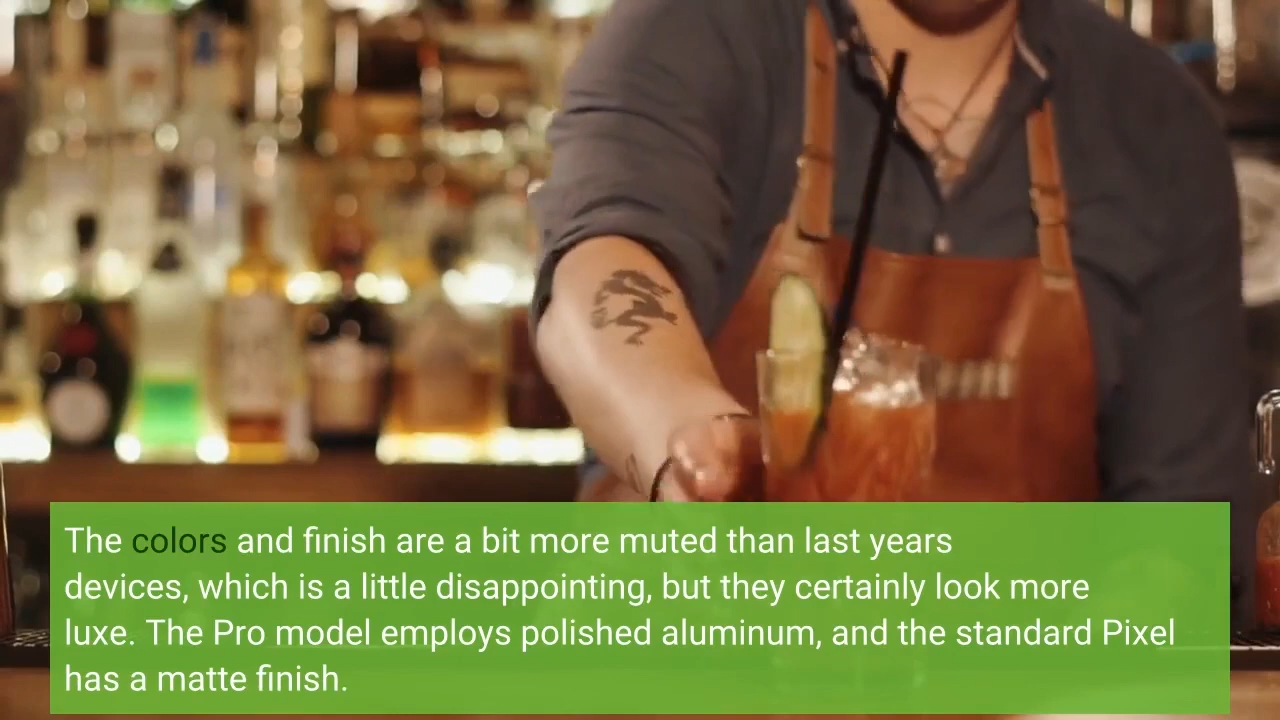 The colors and finish are a bit more muted than last years
devices, which is a little disappointing, but they certainly look more
luxe. The Pro model employs polished aluminum, and the standard Pixel
has a matte finish.